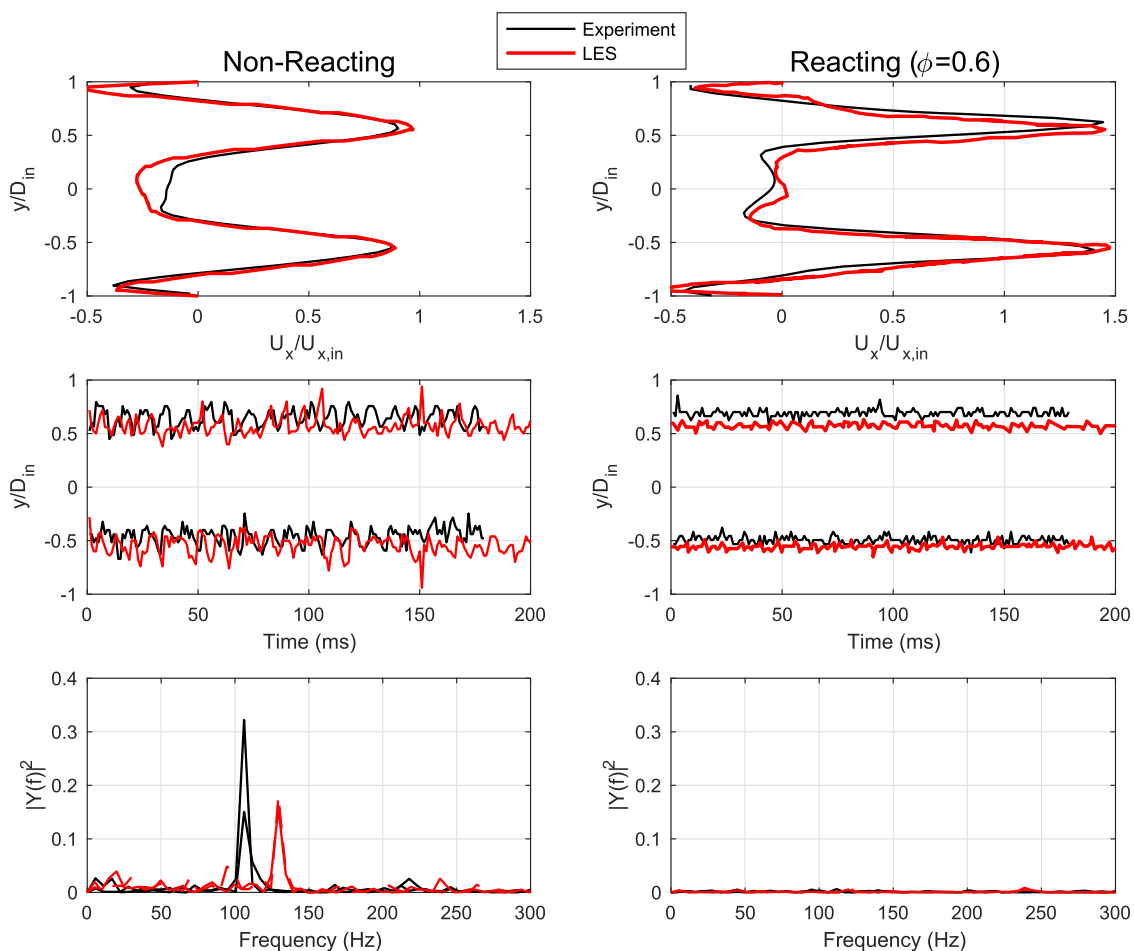 Experiment
LES
Non-Reacting
Reacting (ϕ=0.6)
1
0.5
0
-0.5
-1
y/D_in
-0.5 0 0.5 1 1.5
U_x/U_x,in
1
0.5
0
-0.5
-1
y/D_in
-0.5 0 0.5 1 1.5
U_x/U_x,in
1
0.5
0
-0.5
-1
y/D_in
0 50 100 150 200
Time (ms)
1
0.5
0
-0.5
-1
y/D_in
0 50 100 150 200
Time (ms)
0.4
0.3
0.2
0.1
0
|Y(f)|²
0 50 100 150 200 250 300
Frequency (Hz)
0.4
0.3
0.2
0.1
0
|Y(f)|²
0 50 100 150 200 250 300
Frequency (Hz)